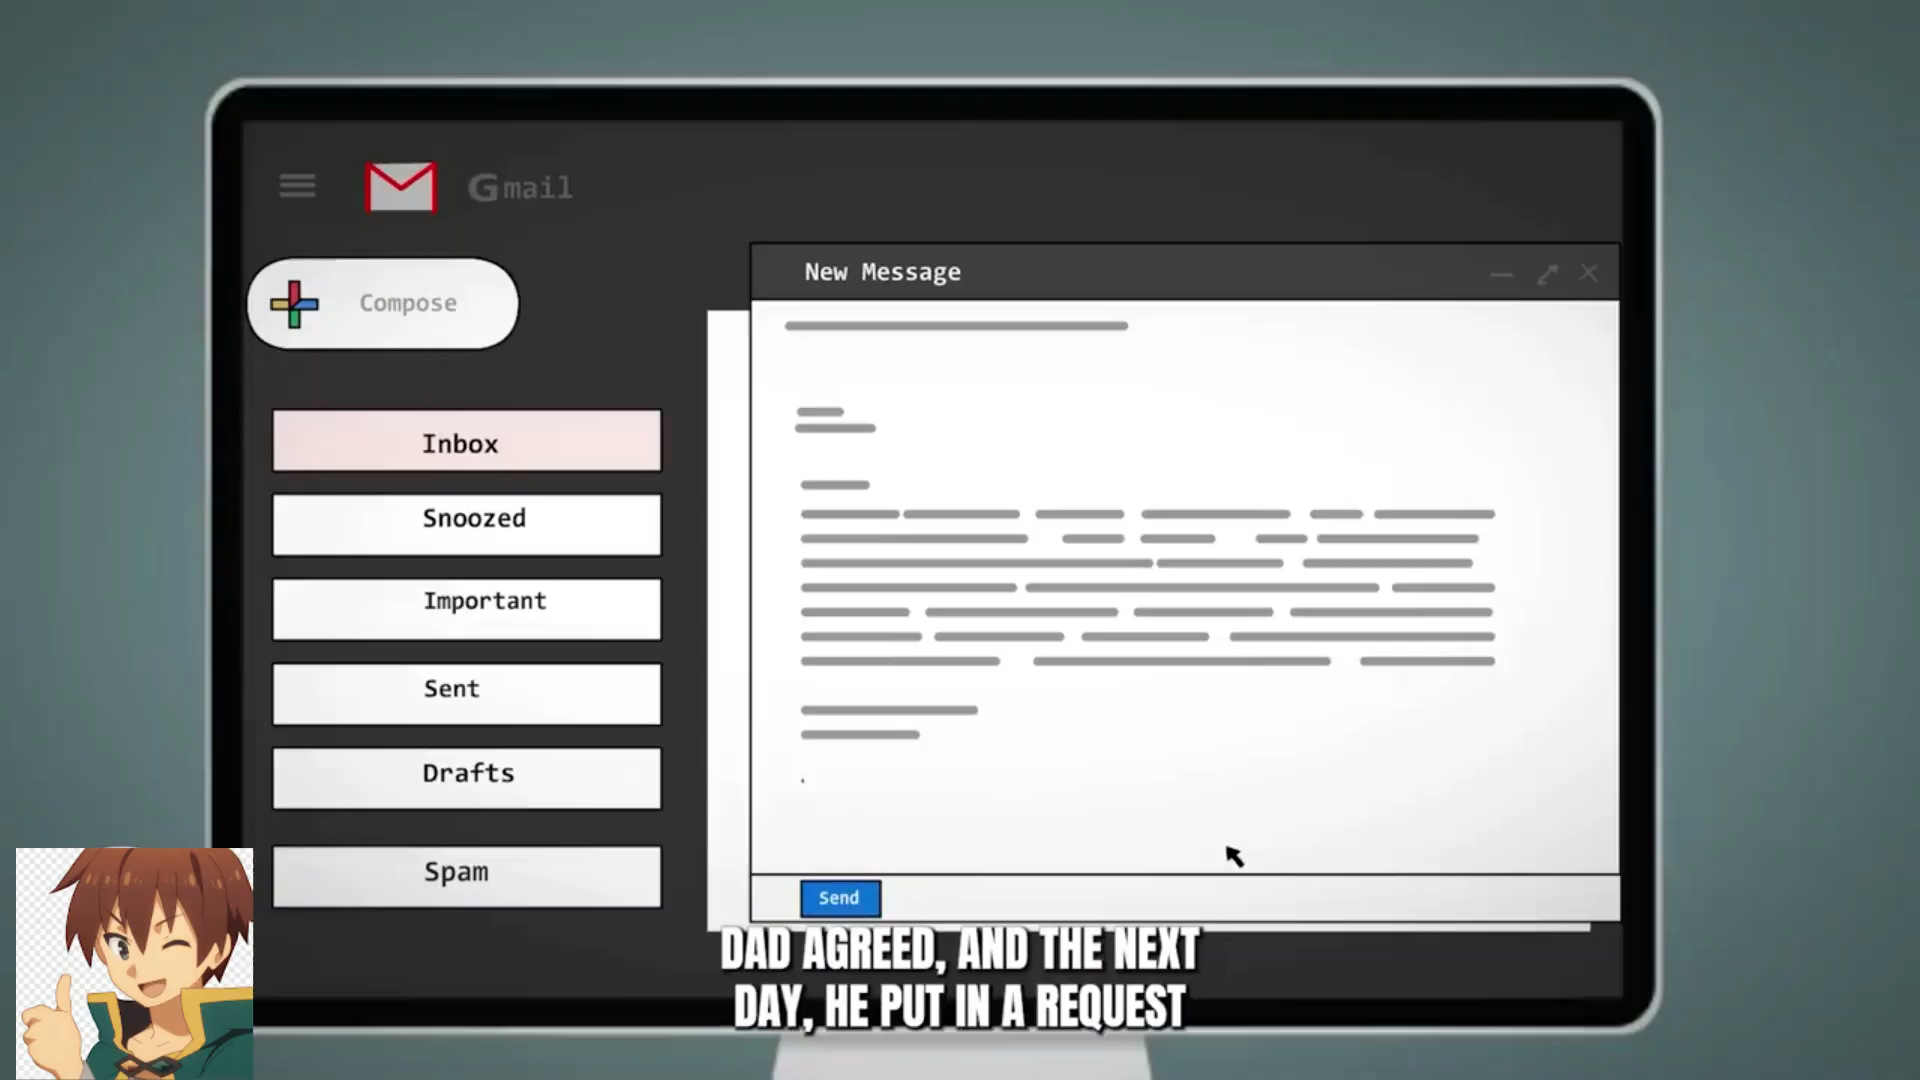 Gmail
Compose
New Message
Inbox
Snoozed
Important
Sent
Drafts
Spam
Send
DAD AGREED, AND THE NEXT
DAY, HE PUT IN A REQUEST